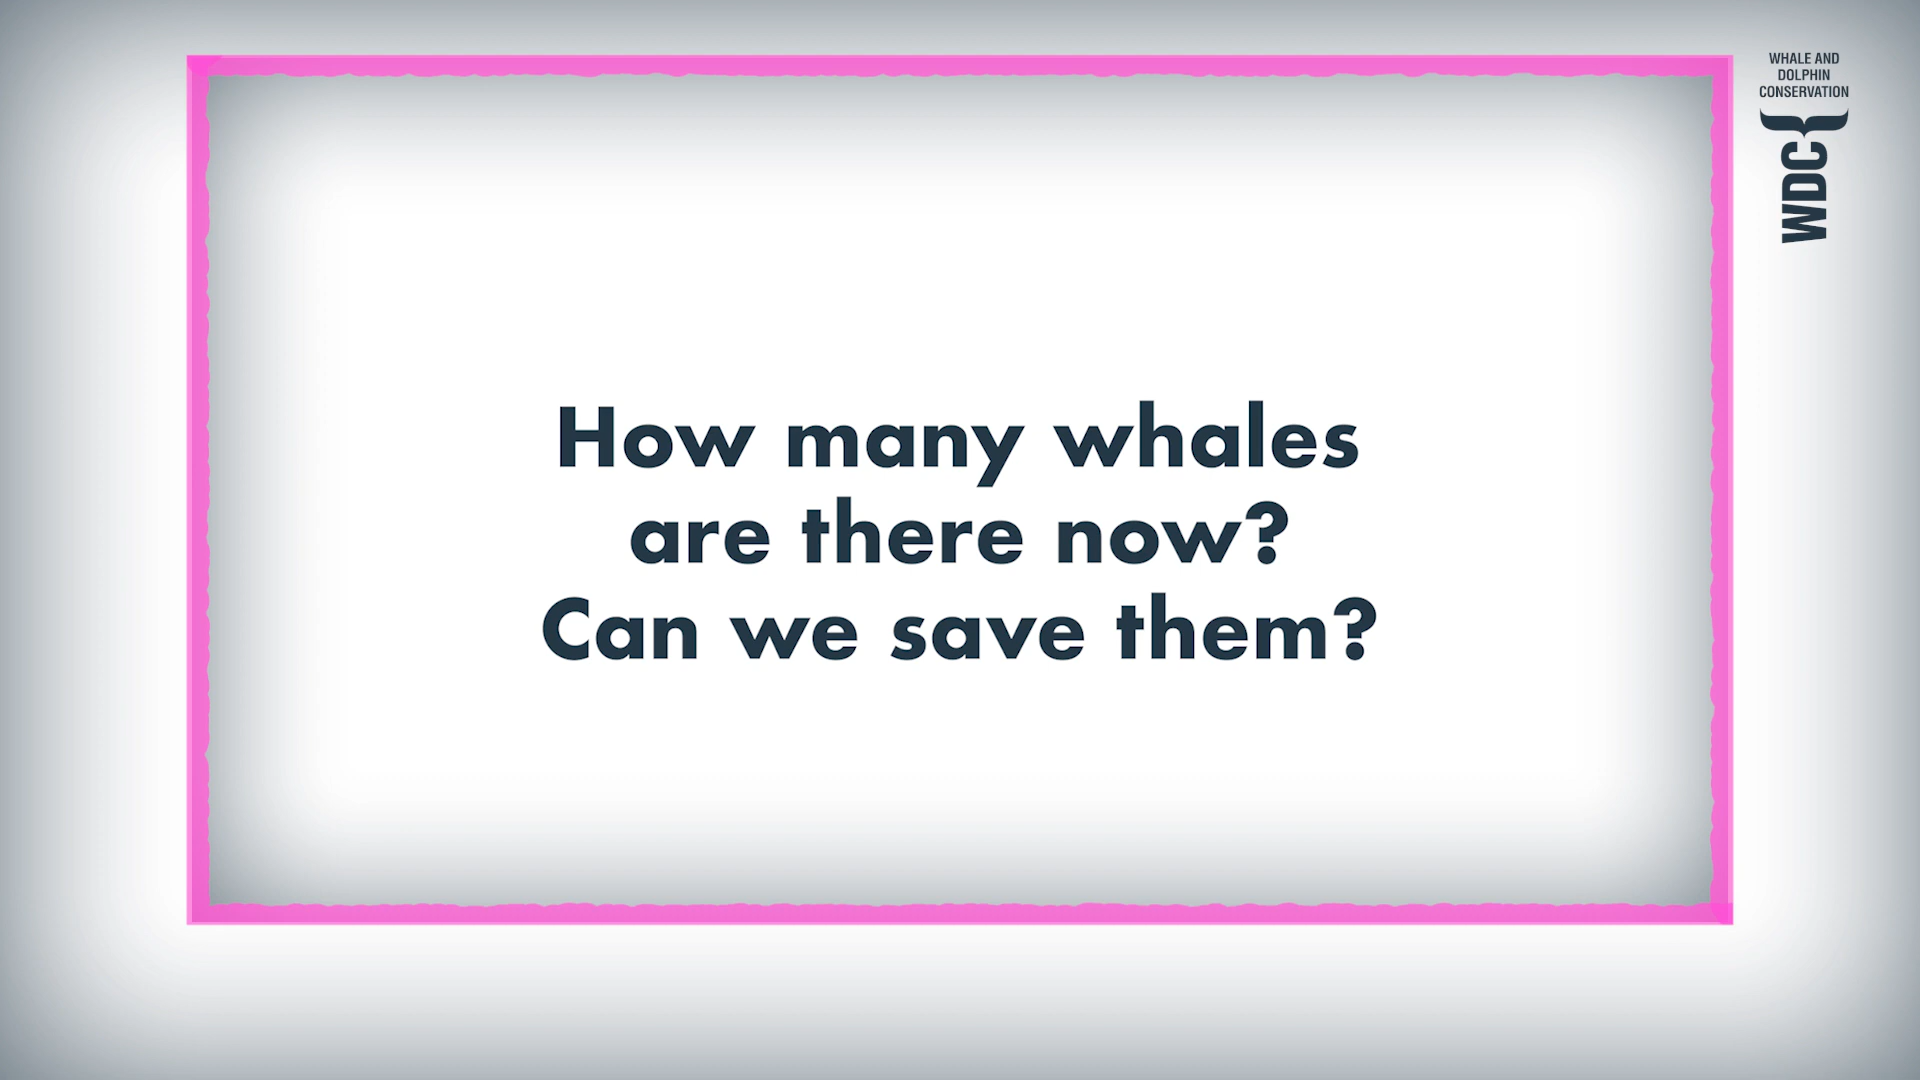 WHALE AND
DOLPHIN
CONSERVATION
WDC
How many whales
are there now?
Can we save them?